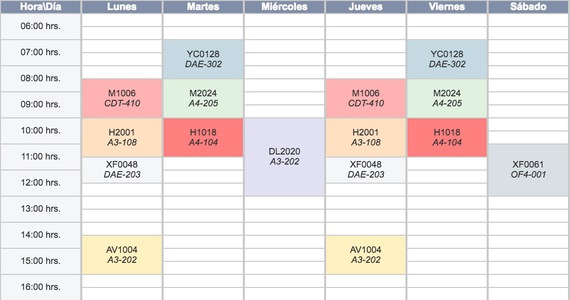 Hora\Día Lunes Martes Miércoles Jueves Viernes Sábado
06:00 hrs.
07:00 hrs.
YC0128 YC0128
DAE-302 DAE-302
08:00 hrs.
M1006 M2024 M1006 M2024
CDT-410 A4-205 CDT-410 A4-205
09:00 hrs.
10:00 hrs.
H2001 H1018 H2001 H1018
A3-108 A4-104 A3-108 A4-104
DL2020
A3-202
11:00 hrs.
XF0048 XF0048 XF0061
DAE-203 DAE-203 OF4-001
12:00 hrs.
13:00 hrs.
14:00 hrs.
AV1004 AV1004
A3-202 A3-202
15:00 hrs.
16:00 hrs.